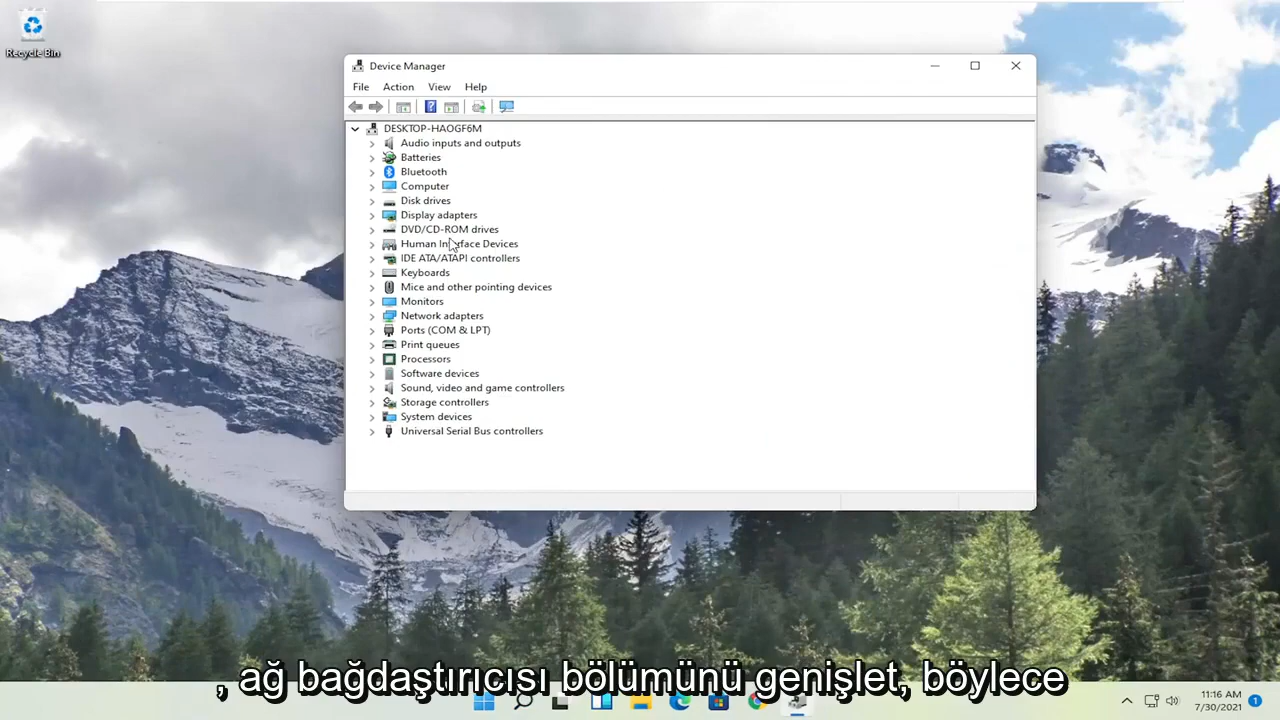 Recycle Bin
Device Manager
File Action View Help
DESKTOP-HAOGF6M
Audio inputs and outputs
Batteries
Bluetooth
Computer
Disk drives
Display adapters
DVD/CD-ROM drives
Human Interface Devices
IDE ATA/ATAPI controllers
Keyboards
Mice and other pointing devices
Monitors
Network adapters
Ports (COM & LPT)
Print queues
Processors
Software devices
Sound, video and game controllers
Storage controllers
System devices
Universal Serial Bus controllers
, ağ bağdaştırıcısı bölümünü genişlet, böylece
11:16 AM
7/30/2021
1